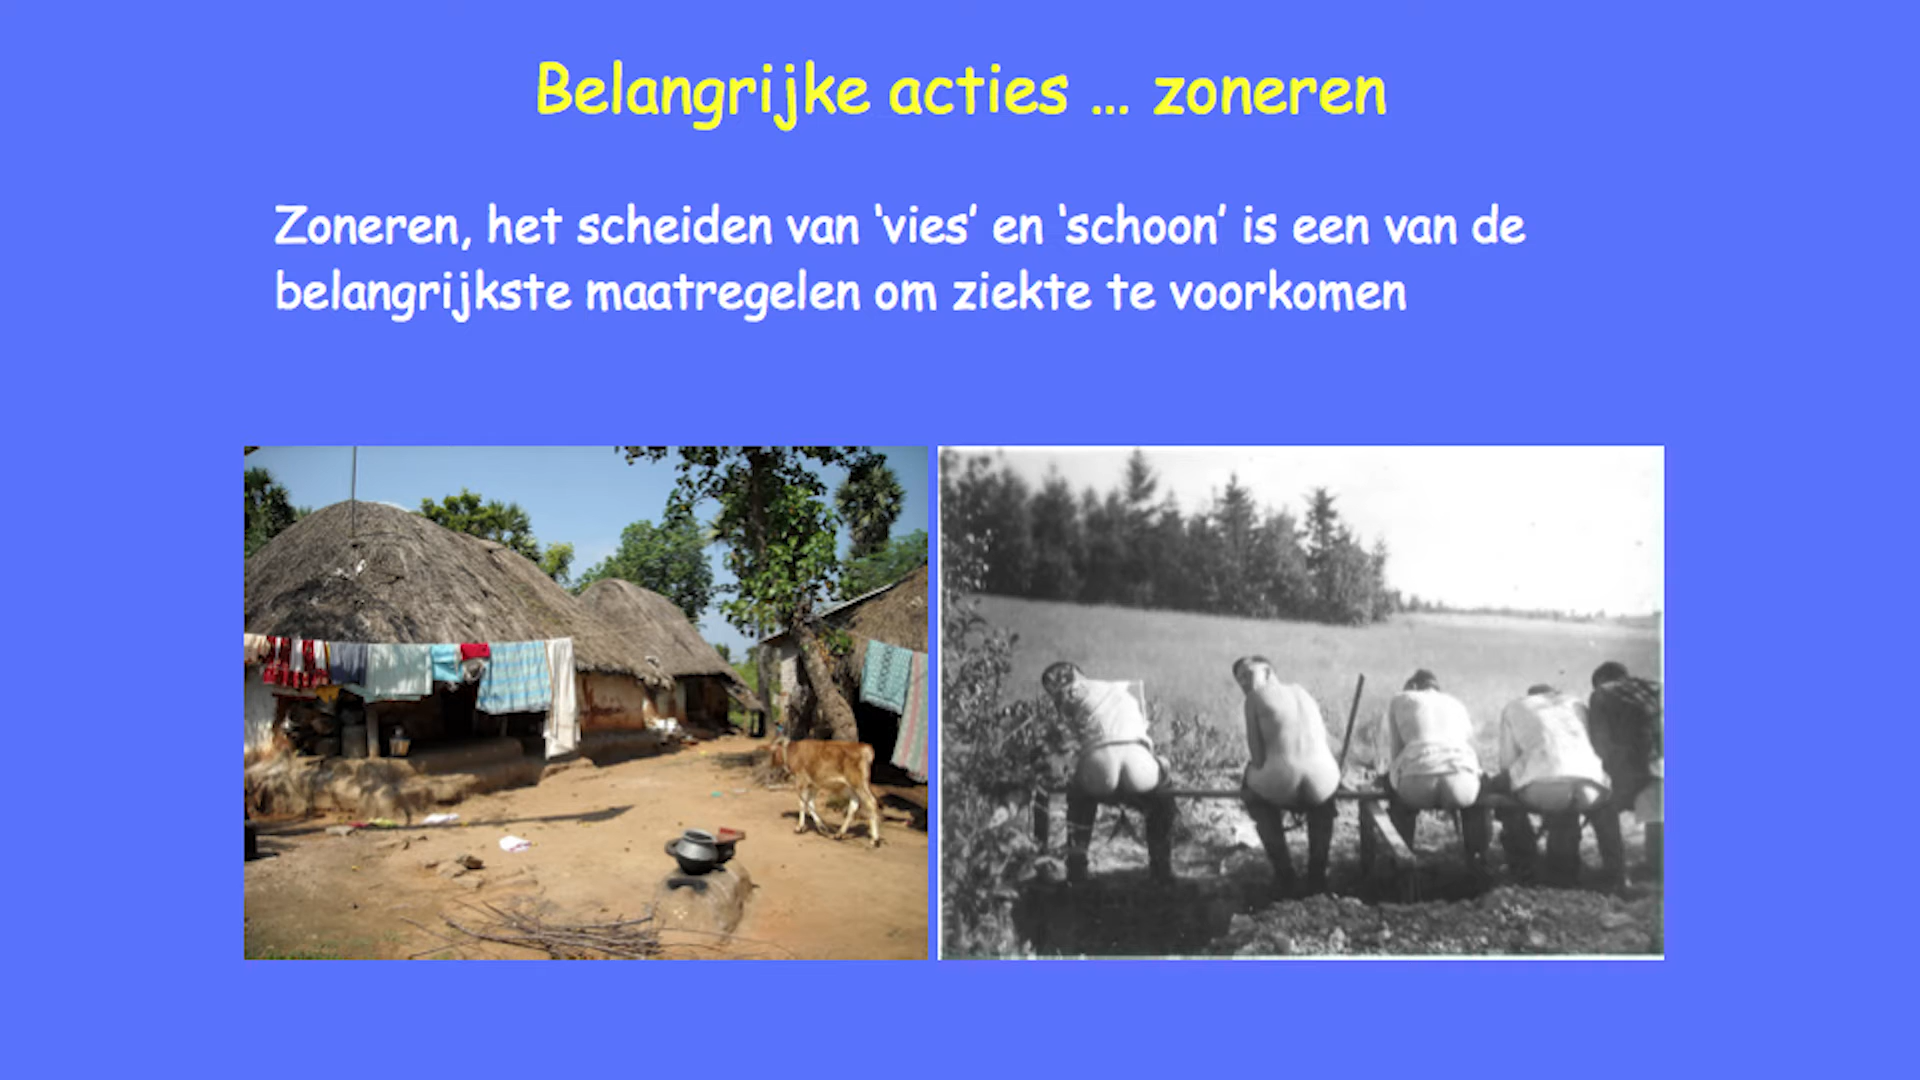 Belangrijke acties ... zoneren
Zoneren, het scheiden van ‘vies’ en ‘schoon’ is een van de
belangrijkste maatregelen om ziekte te voorkomen